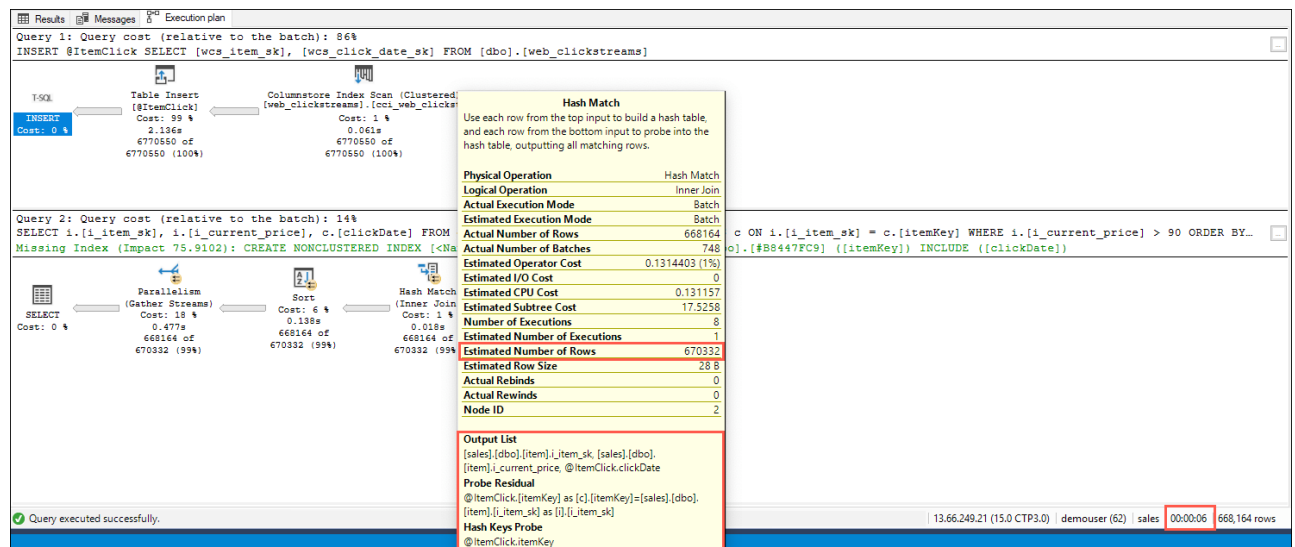 Results Messages Execution plan
Query 1: Query cost (relative to the batch): 86%
INSERT @ItemClick SELECT [wcs_item_sk], [wcs_click_date_sk] FROM [dbo].[web_clickstreams]
T-SQL
INSERT
Cost: 0 %
Table Insert
[@ItemClick]
Cost: 99 %
2.136s
6770550 of
6770550 (100%)
Columnstore Index Scan (Clustered)
[web_clickstreams].[cci_web_clicks
Cost: 1 %
0.061s
6770550 of
6770550 (100%)
Query 2: Query cost (relative to the batch): 14%
SELECT i.[i_item_sk], i.[i_current_price], c.[clickDate] FROM
c ON i.[i_item_sk] = c.[itemKey] WHERE i.[i_current_price] > 90 ORDER BY...
Missing Index (Impact 75.9102): CREATE NONCLUSTERED INDEX [<Na
o].[#B8447FC9] ([itemKey]) INCLUDE ([clickDate])
SELECT
Cost: 0 %
Parallelism
(Gather Streams)
Cost: 18 %
0.477s
668164 of
670332 (99%)
Sort
Cost: 6 %
0.138s
668164 of
670332 (99%)
Hash Match
(Inner Join
Cost: 1 %
0.018s
668164 of
670332 (99%
Hash Match
Use each row from the top input to build a hash table,
and each row from the bottom input to probe into the
hash table, outputting all matching rows.
Physical Operation Hash Match
Logical Operation Inner Join
Actual Execution Mode Batch
Estimated Execution Mode Batch
Actual Number of Rows 668164
Actual Number of Batches 748
Estimated Operator Cost 0.1314403 (1%)
Estimated I/O Cost 0
Estimated CPU Cost 0.131157
Estimated Subtree Cost 17.5258
Number of Executions 8
Estimated Number of Executions 1
Estimated Number of Rows 670332
Estimated Row Size 28 B
Actual Rebinds 0
Actual Rewinds 0
Node ID 2
Output List
[sales].[dbo].[item].i_item_sk, [sales].[dbo].
[item].i_current_price, @ItemClick.clickDate
Probe Residual
@ItemClick.[itemKey] as [c].[itemKey]=[sales].[dbo].
[item].[i_item_sk] as [i].[i_item_sk]
Hash Keys Probe
@ItemClick.itemKey
Query executed successfully.
13.66.249.21 (15.0 CTP3.0) demouser (62) sales 00:00:06 668,164 rows